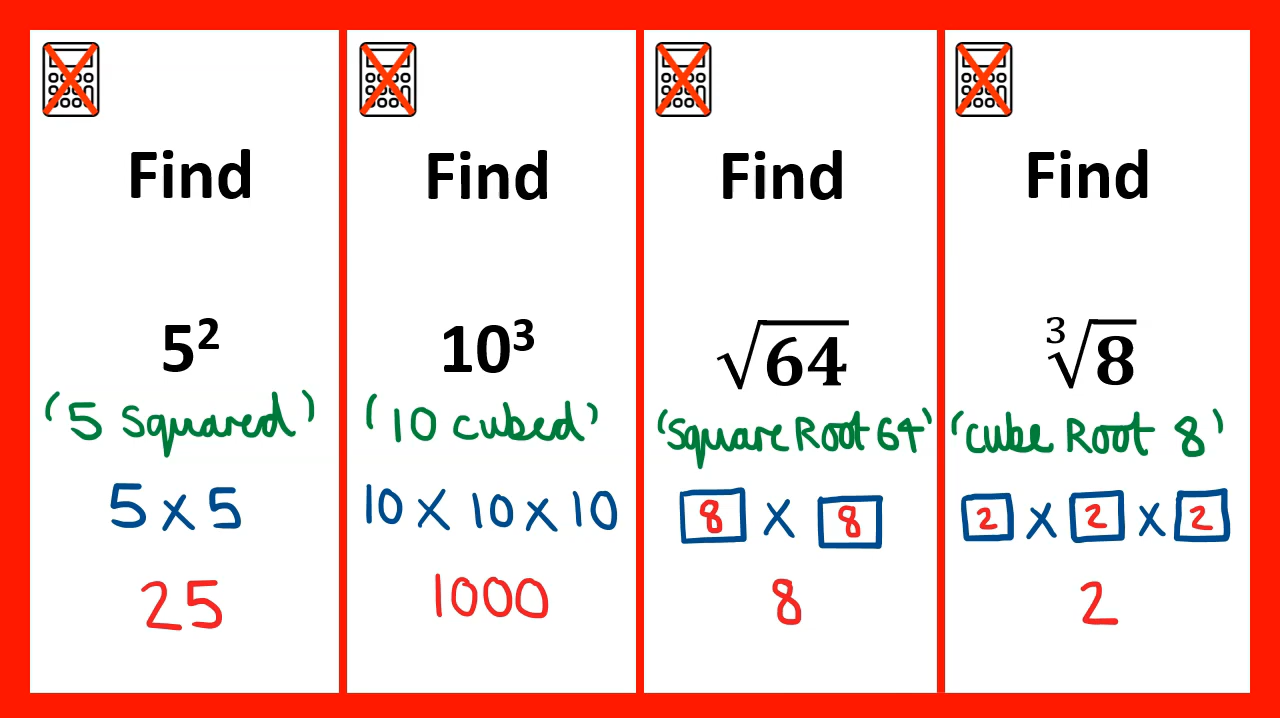 Find
5²
(5 Squared)
5 x 5
25
Find
10³
(10 cubed)
10 x 10 x 10
1000
Find
√64
(Square Root 64)
8 x 8
8
Find
³√8
(cube Root 8)
2 x 2 x 2
2